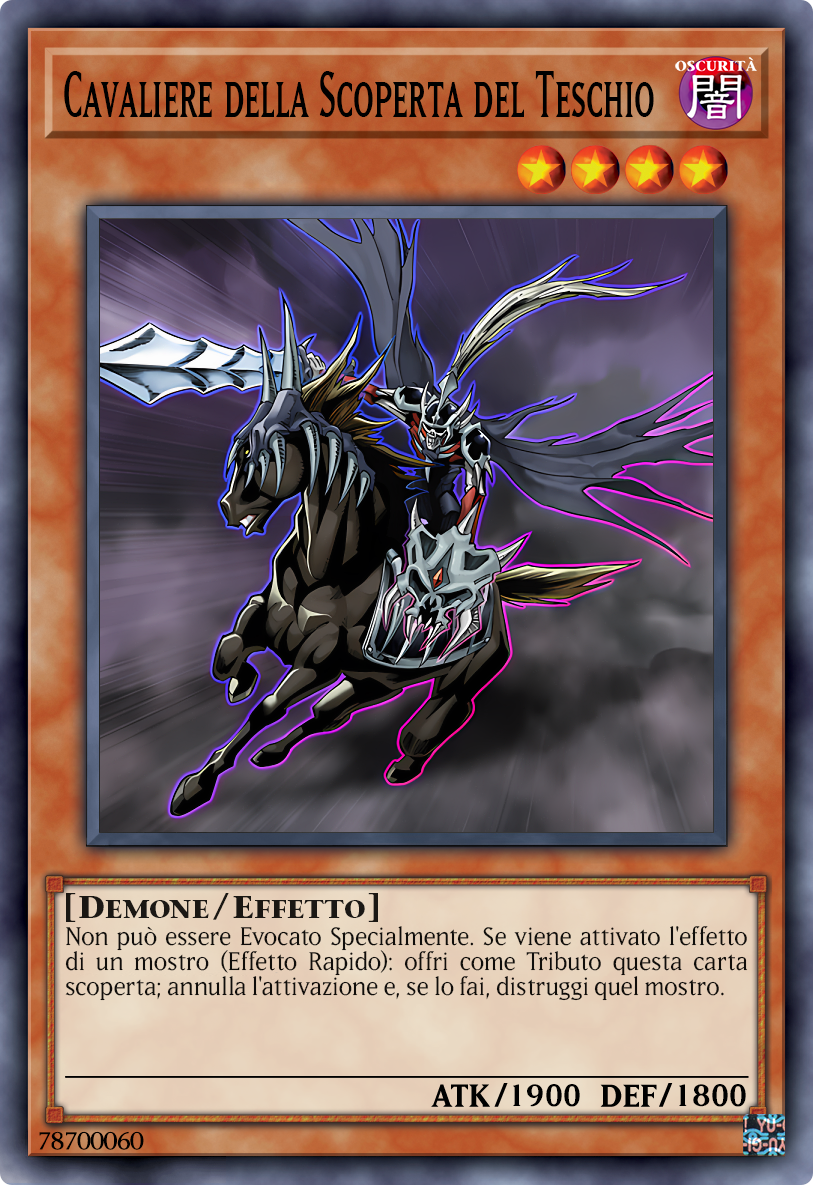 Cavaliere della Scoperta del Teschio
OSCURITÀ
闇
[Demone/Effetto]
Non può essere Evocato Specialmente. Se viene attivato l'effetto
di un mostro (Effetto Rapido): offri come Tributo questa carta
scoperta; annulla l'attivazione e, se lo fai, distruggi quel mostro.
ATK/1900 DEF/1800
78700060